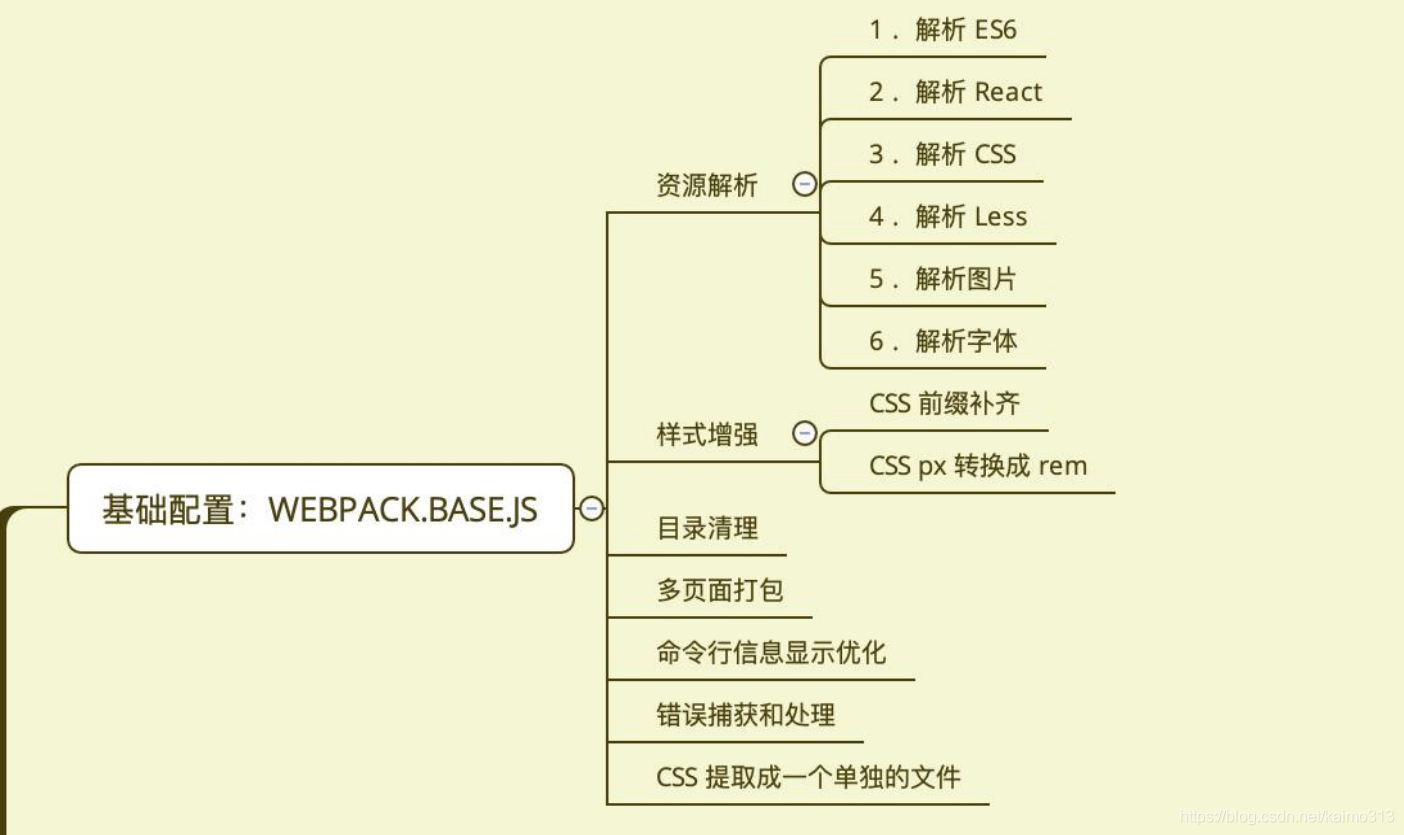 基础配置：WEBPACK.BASE.JS
资源解析
1． 解析 ES6
2． 解析 React
3． 解析 CSS
4． 解析 Less
5． 解析图片
6． 解析字体
样式增强
CSS 前缀补齐
CSS px 转换成 rem
目录清理
多页面打包
命令行信息显示优化
错误捕获和处理
CSS 提取成一个单独的文件
https://blog.csdn.net/kaimo313